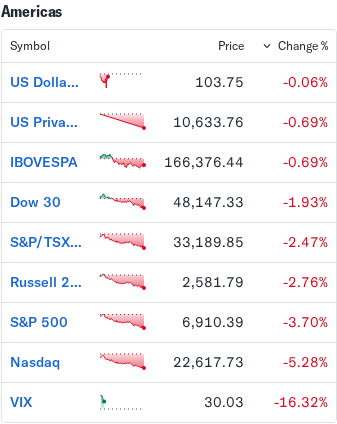 Americas
Symbol Price Change %
US Dolla... 103.75 -0.06%
US Priva... 10,633.76 -0.69%
IBOVESPA 166,376.44 -0.69%
Dow 30 48,147.33 -1.93%
S&P/TSX... 33,189.85 -2.47%
Russell 2... 2,581.79 -2.76%
S&P 500 6,910.39 -3.70%
Nasdaq 22,617.73 -5.28%
VIX 30.03 -16.32%